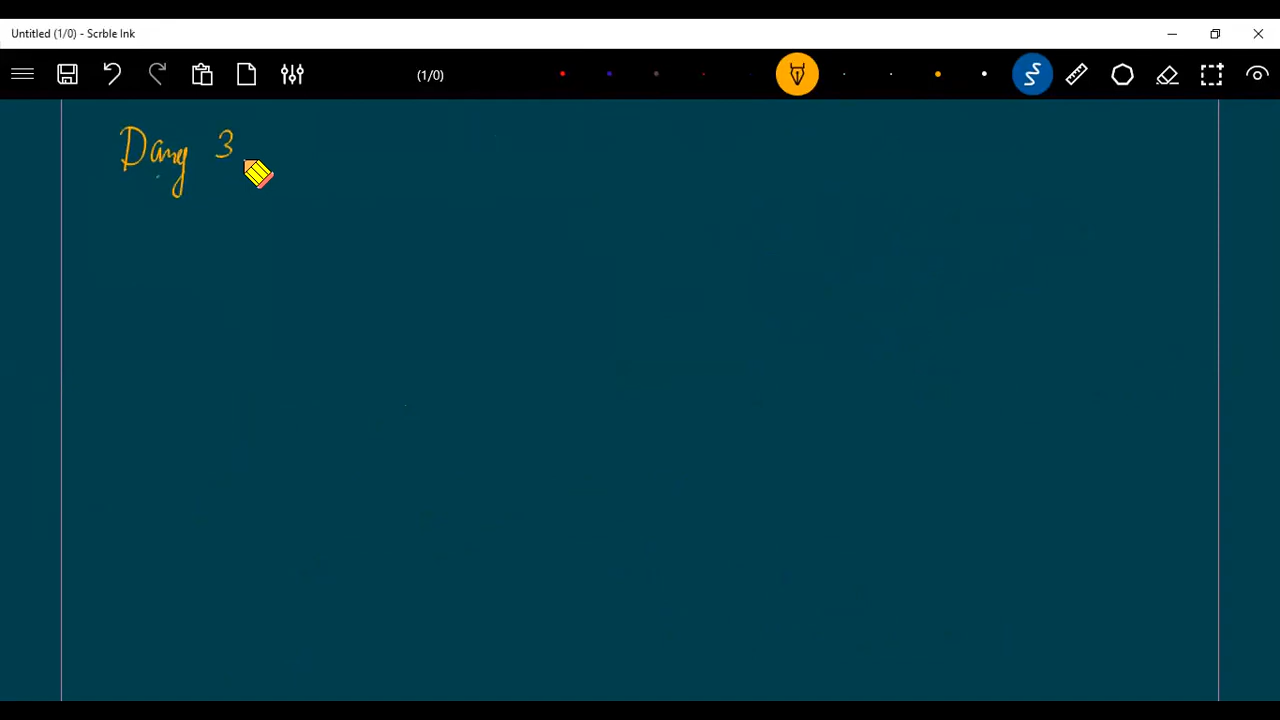 Untitled (1/0) - Scrble Ink
(1/0)
Dạng 3